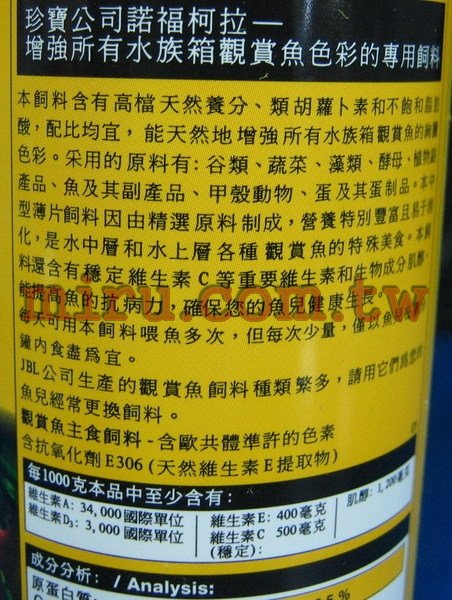 珍寶公司諾福柯拉—
增強所有水族箱觀賞魚色彩的專用飼料
本飼料含有高檔天然養分、類胡蘿卜素和不飽和脂肪
酸,配比均宜,能天然地增強所有水族箱觀賞魚的絢麗
色彩。采用的原料有:谷類、蔬菜、藻類、酵母、植物副
產品、魚及其副產品、甲殼動物、蛋及其蛋制品。本中
型薄片飼料因由精選原料制成,營養特別豐富且易于消
化,是水中層和水上層各種觀賞魚的特殊美食。本飼
料還含有穩定維生素C等重要維生素和生物成分肌醇,
能提高魚的抗病力,確保您的魚兒健康生長。
miru.com.tw
每天可用本飼料喂魚多次,但每次少量,僅以魚
鐘內食盡爲宜。
JBL公司生產的觀賞魚飼料種類繁多,請用它們爲您的
魚兒經常更換飼料。
觀賞魚主食飼料-含歐共體準許的色素
含抗氧化劑E306(天然維生素E提取物)
每1000克本品中至少含有:
維生素A: 34,000國際單位 維生素E: 400毫克 肌醇: 1,200毫克
維生素D3: 3,000國際單位 維生素C 500毫克
(穩定):
成分分析: / Analysis:
原蛋白質
5%